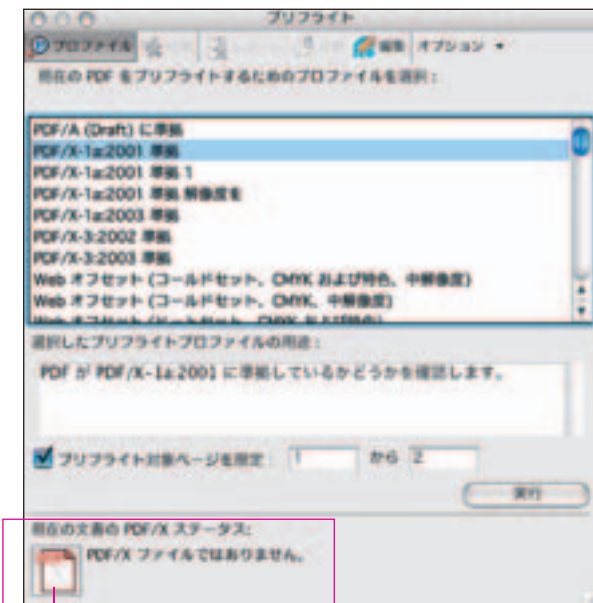 プリフライト
プロファイル 編集 オプション
現在の PDF をプリフライトするためのプロファイルを選択：
PDF/A (Draft) に準拠
PDF/X-1a:2001 準拠
PDF/X-1a:2001 準拠 1
PDF/X-1a:2001 準拠 解像度を
PDF/X-1a:2003 準拠
PDF/X-3:2002 準拠
PDF/X-3:2003 準拠
Web オフセット (コールドセット、CMYK および特色、中解像度)
Web オフセット (コールドセット、CMYK、中解像度)
選択したプリフライトプロファイルの用途：
PDF が PDF/X-1a:2001 に準拠しているかどうかを確認します。
プリフライト対象ページを限定： 1 から 2
実行
現在の文書の PDF/X ステータス：
PDF/X ファイルではありません。